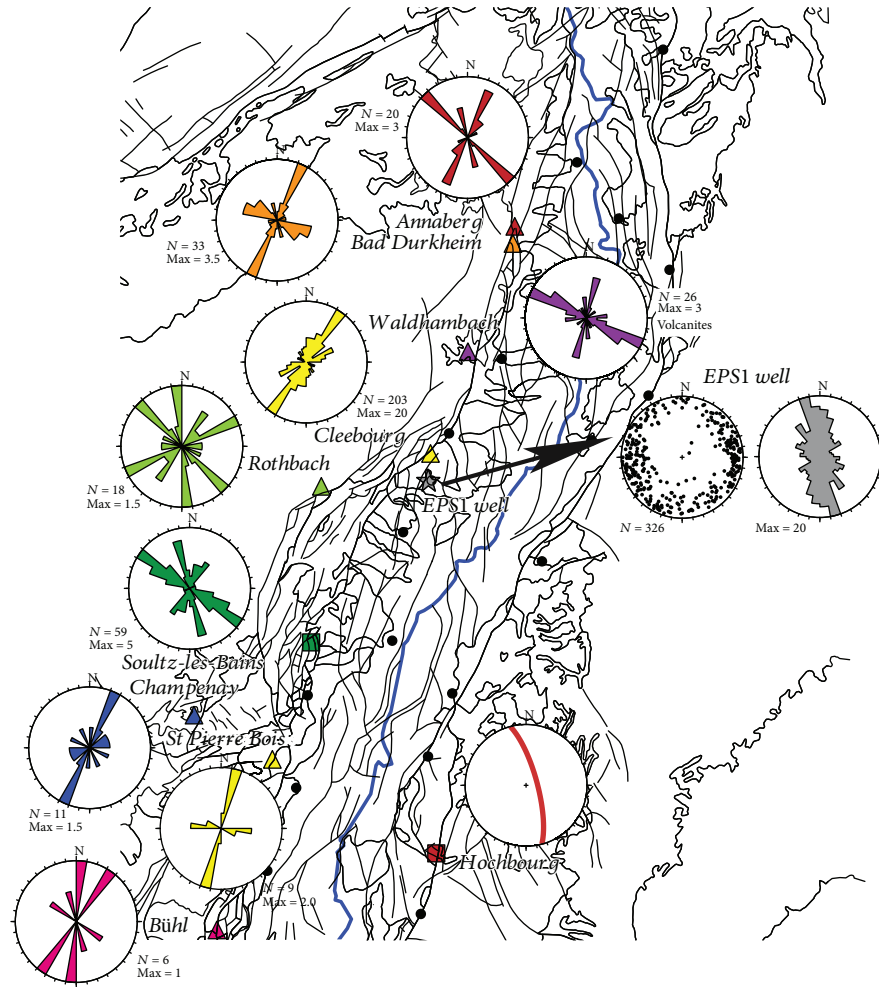 N
N = 20
Max = 3
N
N = 33
Max = 3.5
Annaberg
Bad Durkheim
N
N = 26
Max = 3
Volcanites
N
N = 203
Max = 20
Waldhambach
EPS1 well
N
N = 326
N
Max = 20
Cleebourg
N
N = 18
Max = 1.5
Rothbach
EPS1 well
N
N = 59
Max = 5
Soultz-les-Bains
Champenay
N
N = 11
Max = 1.5
St Pierre Bois
N
N = 9
Max = 2.0
N
Hochbourg
N
N = 6
Max = 1
Bühl